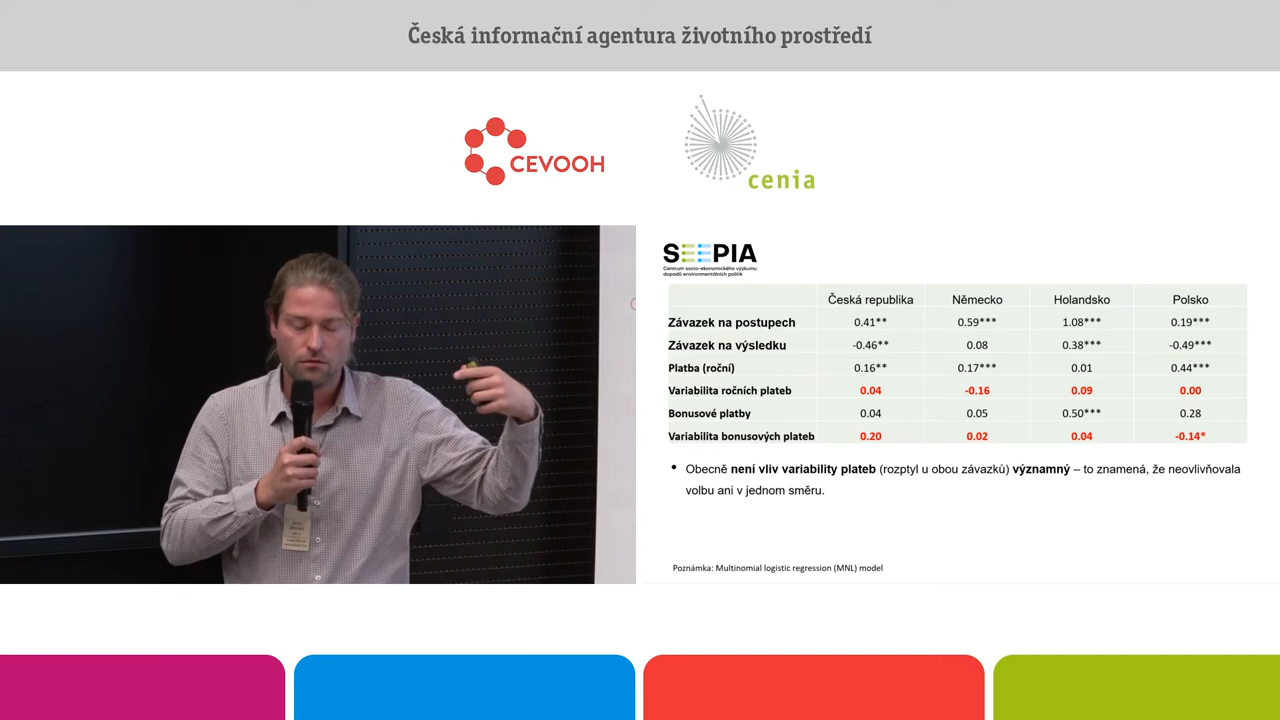 Česká informační agentura životního prostředí
CEVOOH
cenia
SEEPIA
Centrum socio-ekonomického výzkumu
dopadů environmentálních politik
Česká republika Německo Holandsko Polsko
Závazek na postupech 0.41** 0.59*** 1.08*** 0.19***
Závazek na výsledku -0.46** 0.08 0.38*** -0.49***
Platba (roční) 0.16** 0.17*** 0.01 0.44***
Variabilita ročních plateb 0.04 -0.16 0.09 0.00
Bonusové platby 0.04 0.05 0.50*** 0.28
Variabilita bonusových plateb 0.20 0.02 0.04 -0.14*
• Obecně není vliv variability plateb (rozptyl u obou závazků) významný – to znamená, že neovlivňovala
volbu ani v jednom směru.
Poznámka: Multinomial logistic regression (MNL) model